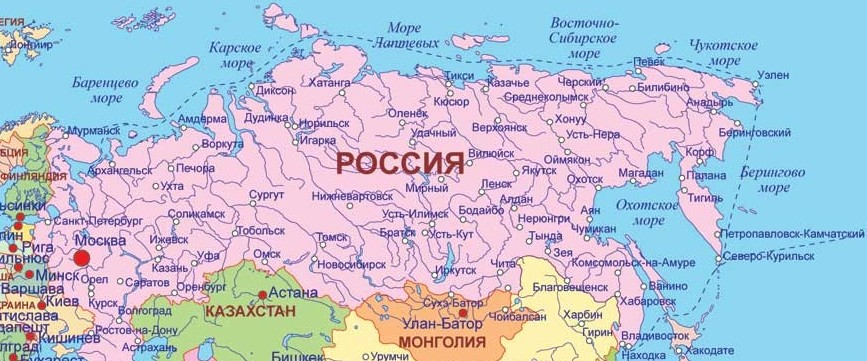 Море
Лаптевых
Восточно-
Сибирское
море
Чукотское
море
Карское
море
Баренцево
море
Берингово
море
Охотское
море
РОССИЯ
КАЗАХСТАН
МОНГОЛИЯ
ФИНЛЯНДИЯ
Мурманск
Амдерма
Диксон
Хатанга
Тикси
Казачье
Черский
Певек
Уэлен
Билибино
Среднеколымск
Кюсюр
Анадырь
Беринговский
Дудинка
Норильск
Игарка
Оленёк
Удачный
Верхоянск
Хонуу
Усть-Нера
Воркута
Печора
Архангельск
Ухта
Вилюйск
Оймякон
Якутск
Охотск
Магадан
Корф
Палана
Тигиль
Сургут
Нижневартовск
Мирный
Ленск
Алдан
Санкт-Петербург
Соликамск
Усть-Илимск
Бодайбо
Нерюнгри
Аян
Чумикан
Петропавловск-Камчатский
Северо-Курильск
Рига
Москва
Ижевск
Тобольск
Томск
Братск
Усть-Кут
Тында
Зея
Казань
Уфа
Омск
Новосибирск
Иркутск
Чита
Комсомольск-на-Амуре
Минск
Варшава
Орел
Саратов
Оренбург
Астана
Благовещенск
Ванино
Хабаровск
Киев
Курск
Волгоград
Сухэ-Батор
Улан-Батор
Чойбалсан
Харбин
Гирин
Владивосток
Находка
Хакодате
Кишинев
Ростов-на-Дону
Астрахань
Бишкек
Урумчи